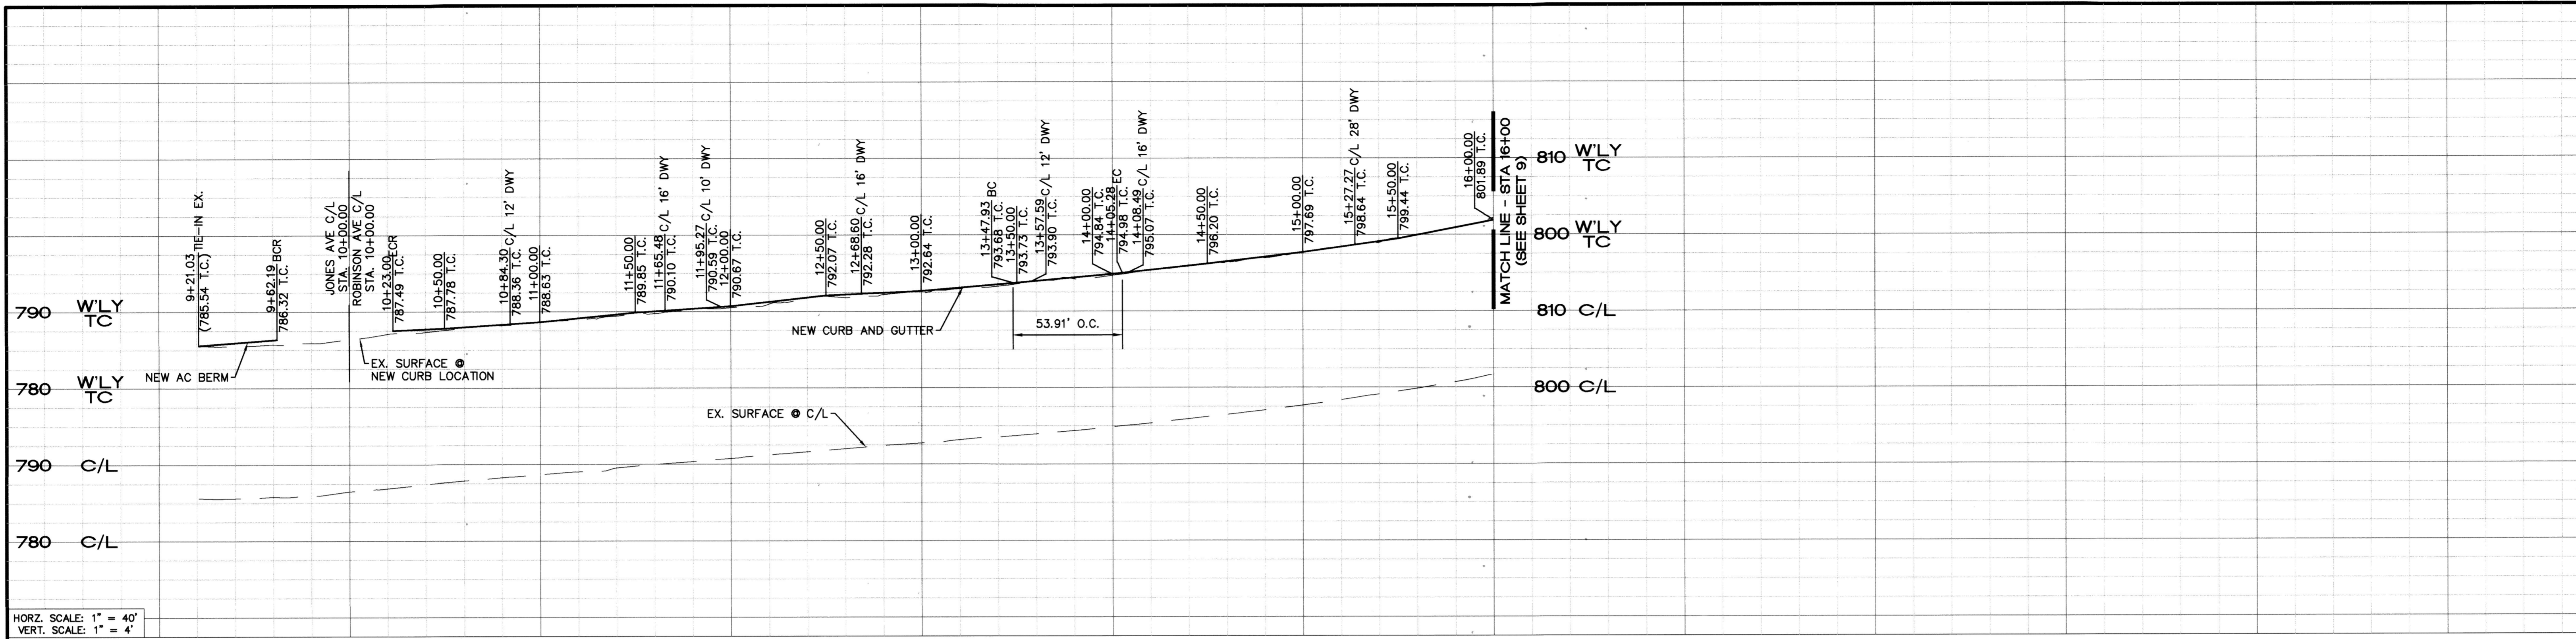 9+21.03 TIE-IN EX.
(785.54 T.C.)
9+62.19 BCR
786.32 T.C.
JONES AVE C/L
STA. 10+00.00
ROBINSON AVE C/L
STA. 10+00.00
10+23.00 ECR
787.49 T.C.
10+50.00
787.78 T.C.
10+84.30 C/L 12' DWY
788.36 T.C.
11+00.00
788.63 T.C.
11+50.00
789.85 T.C.
11+65.48 C/L 16' DWY
790.10 T.C.
11+95.27 C/L 10' DWY
790.59 T.C.
12+00.00
790.67 T.C.
12+50.00
792.07 T.C.
12+68.60 C/L 16' DWY
792.28 T.C.
13+00.00
792.64 T.C.
13+47.93 BC
793.68 T.C.
13+50.00
793.73 T.C.
13+57.59 C/L 12' DWY
793.90 T.C.
14+00.00
794.84 T.C.
14+05.28 EC
794.98 T.C.
14+08.49 C/L 16' DWY
795.07 T.C.
14+50.00
796.20 T.C.
15+00.00
797.69 T.C.
15+27.27 C/L 28' DWY
798.64 T.C.
15+50.00
799.44 T.C.
16+00.00
801.89 T.C.
MATCH LINE - STA 16+00
(SEE SHEET 9)
810 W'LY
TC
800 W'LY
TC
810 C/L
800 C/L
790 W'LY
TC
780 W'LY
TC
790 C/L
780 C/L
NEW AC BERM
EX. SURFACE @
NEW CURB LOCATION
NEW CURB AND GUTTER
53.91' O.C.
EX. SURFACE @ C/L
HORZ. SCALE: 1" = 40'
VERT. SCALE: 1" = 4'